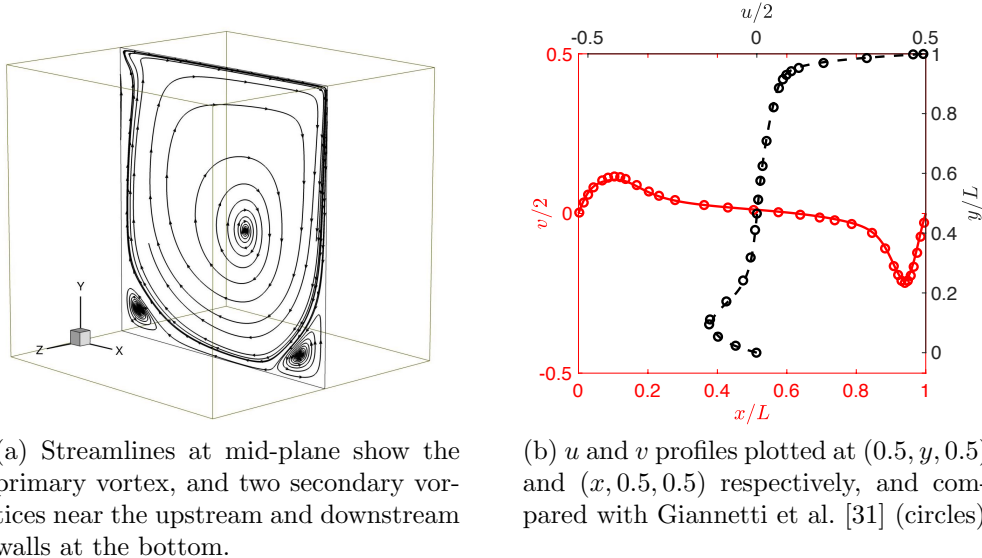 Y
Z
X
u/2
-0.5 0 0.5
0.5
0
-0.5
v/2
1
0.8
0.6
0.4
0.2
0
y/L
0 0.2 0.4 0.6 0.8 1
x/L
(a) Streamlines at mid-plane show the
primary vortex, and two secondary vor-
tices near the upstream and downstream
walls at the bottom.
(b) u and v profiles plotted at (0.5, y, 0.5)
and (x, 0.5, 0.5) respectively, and com-
pared with Giannetti et al. [31] (circles)